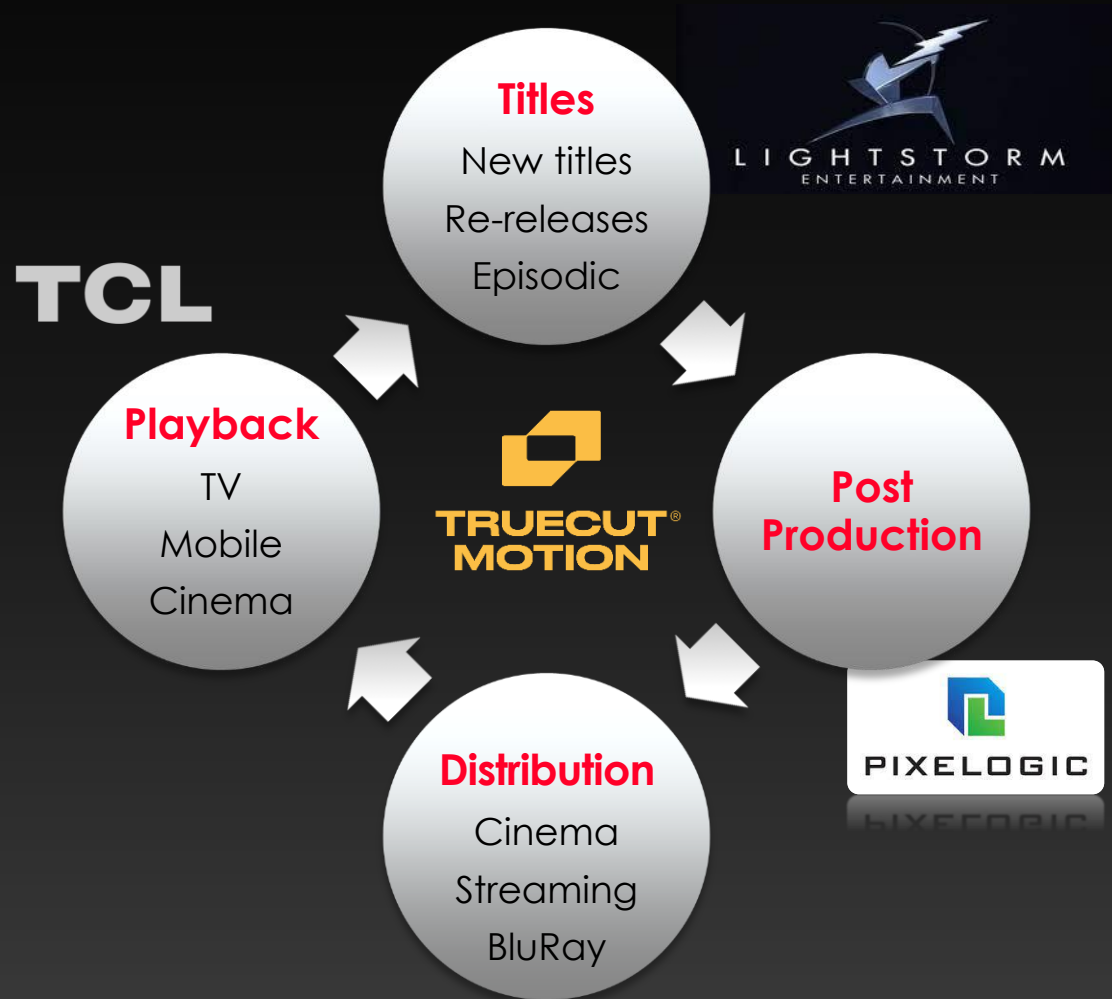 Titles
New titles
Re-releases
Episodic
LIGHTSTORM
ENTERTAINMENT
TCL
Playback
TV
Mobile
Cinema
TRUECUT®
MOTION
Post
Production
PIXELOGIC
Distribution
Cinema
Streaming
BluRay